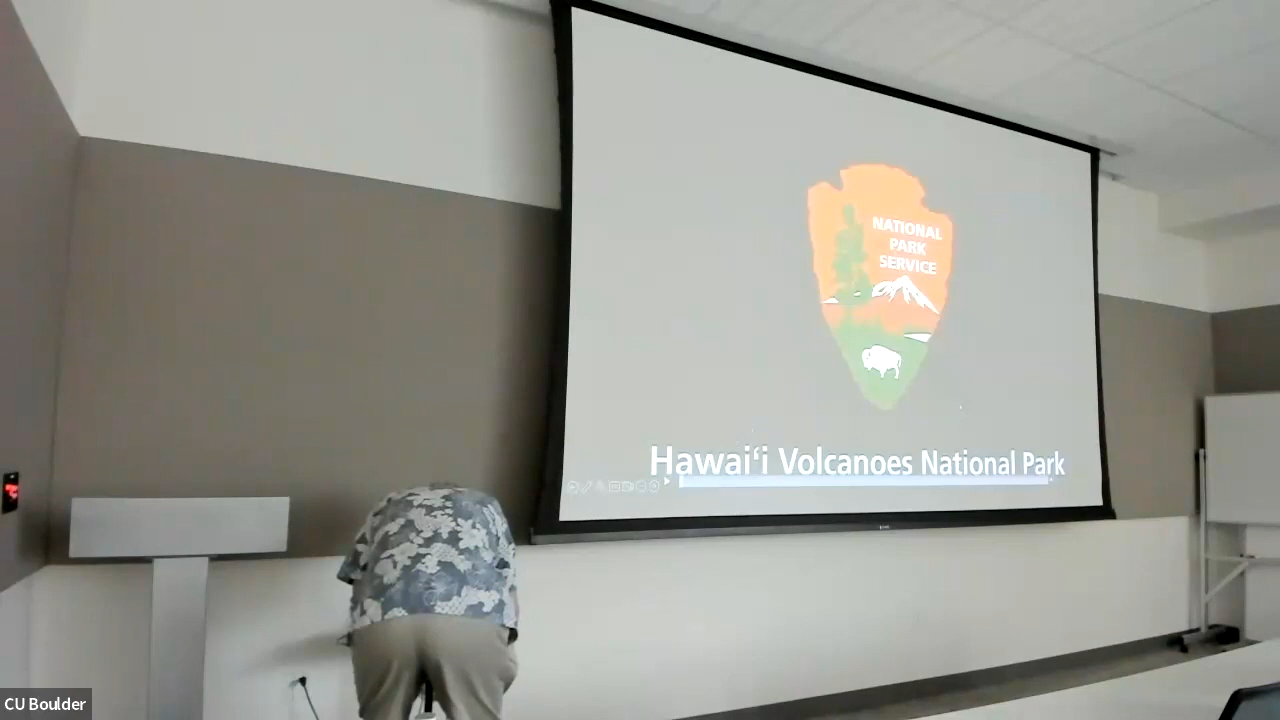 NATIONAL
PARK
SERVICE
Hawaiʻi Volcanoes National Park
CU Boulder